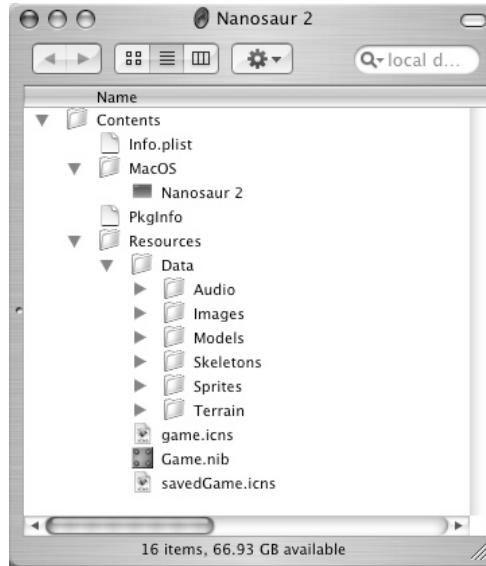 Nanosaur 2
local d...
Name
Contents
Info.plist
MacOS
Nanosaur 2
PkgInfo
Resources
Data
Audio
Images
Models
Skeletons
Sprites
Terrain
game.icns
Game.nib
savedGame.icns
16 items, 66.93 GB available